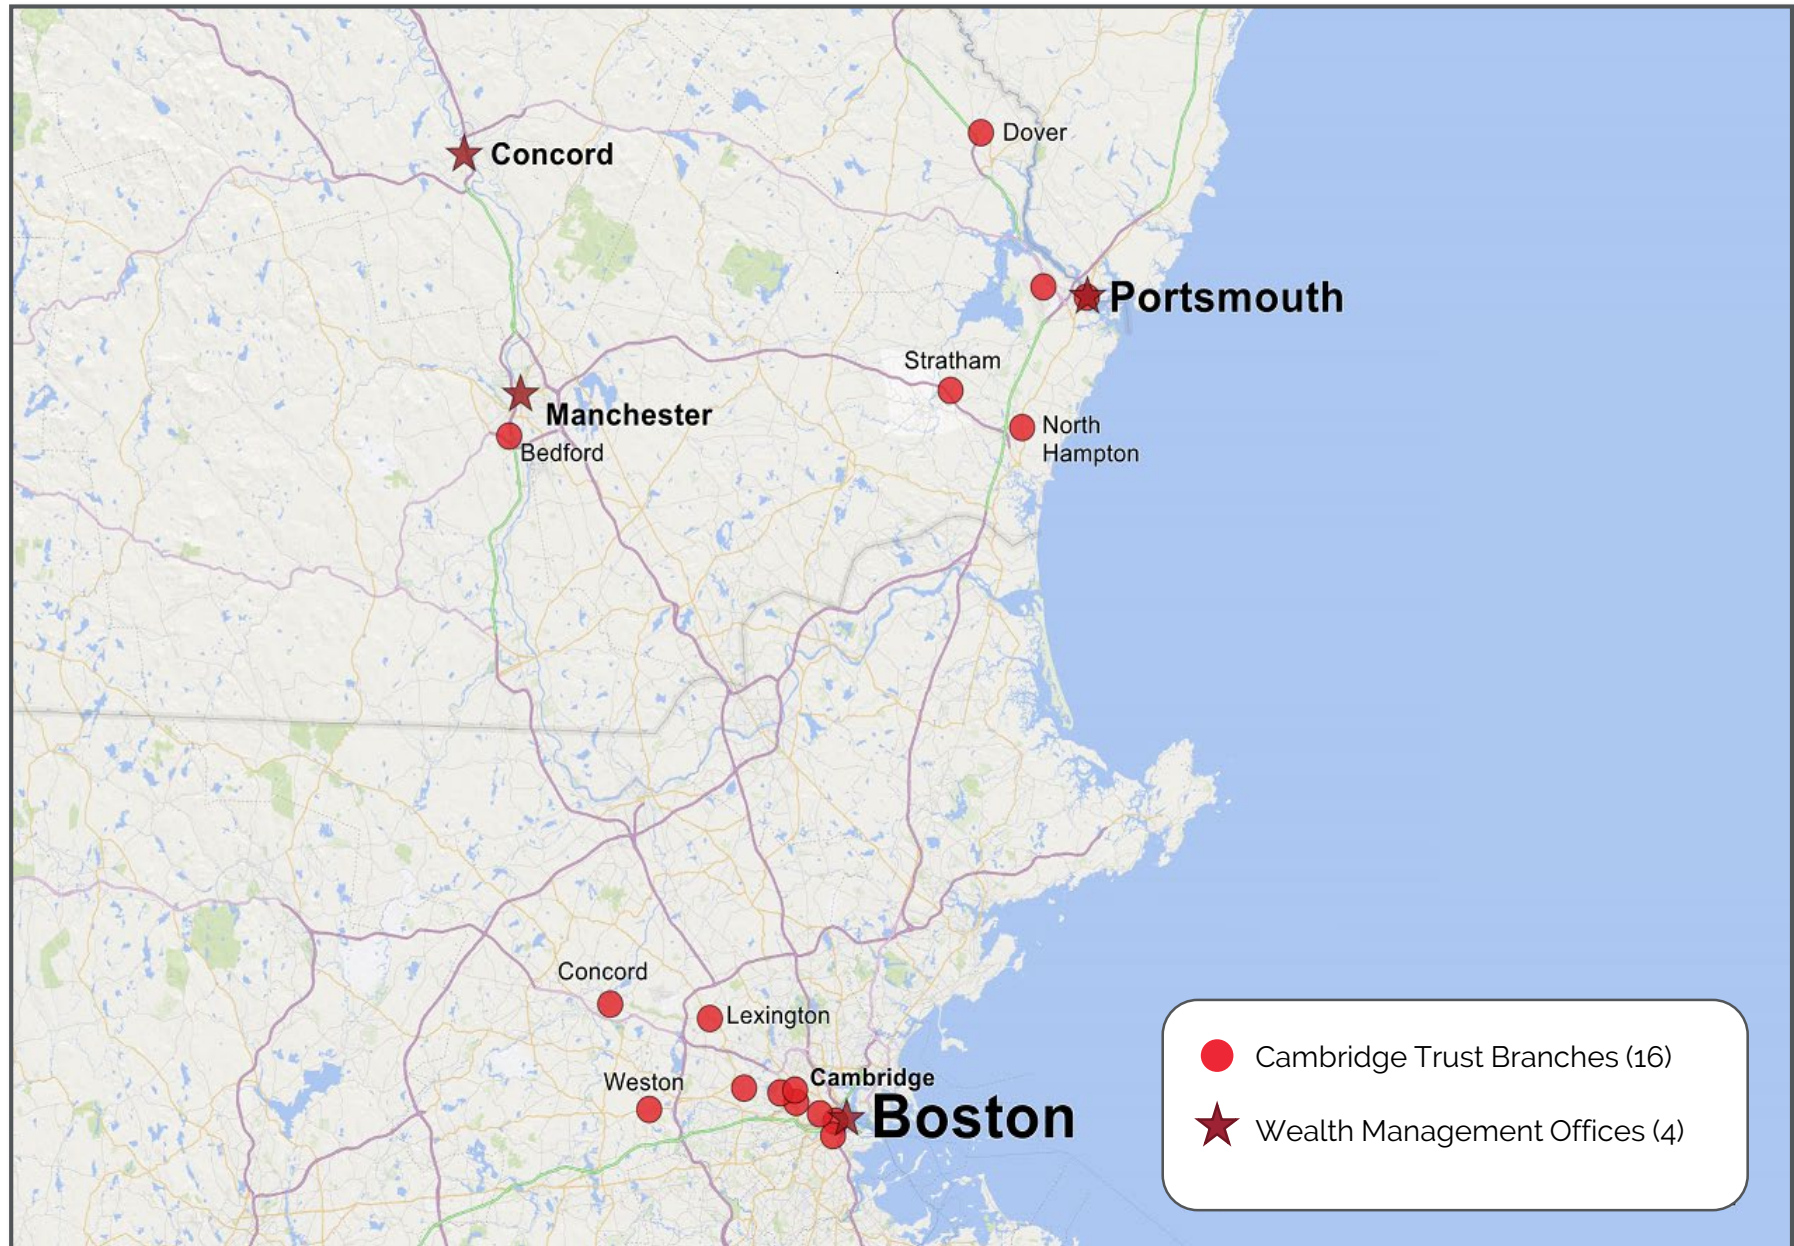 Dover
Concord
Portsmouth
Stratham
Manchester
North
Hampton
Bedford
Concord
Lexington
Weston
Cambridge
Boston
Cambridge Trust Branches (16)
Wealth Management Offices (4)